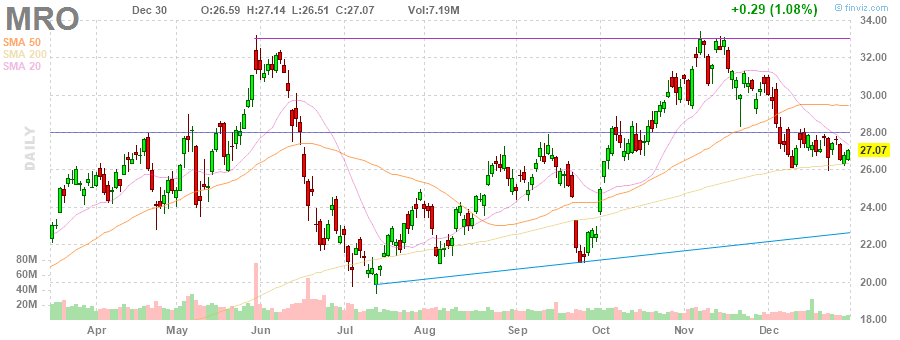 MRO
Dec 30
O:26.59 H:27.14 L:26.51 C:27.07
Vol:7.19M
+0.29 (1.08%)
© finviz.com
SMA 50
SMA 200
SMA 20
DAILY
34.00
32.00
30.00
28.00
27.07
26.00
24.00
22.00
20.00
18.00
80M
60M
40M
20M
Apr May Jun Jul Aug Sep Oct Nov Dec